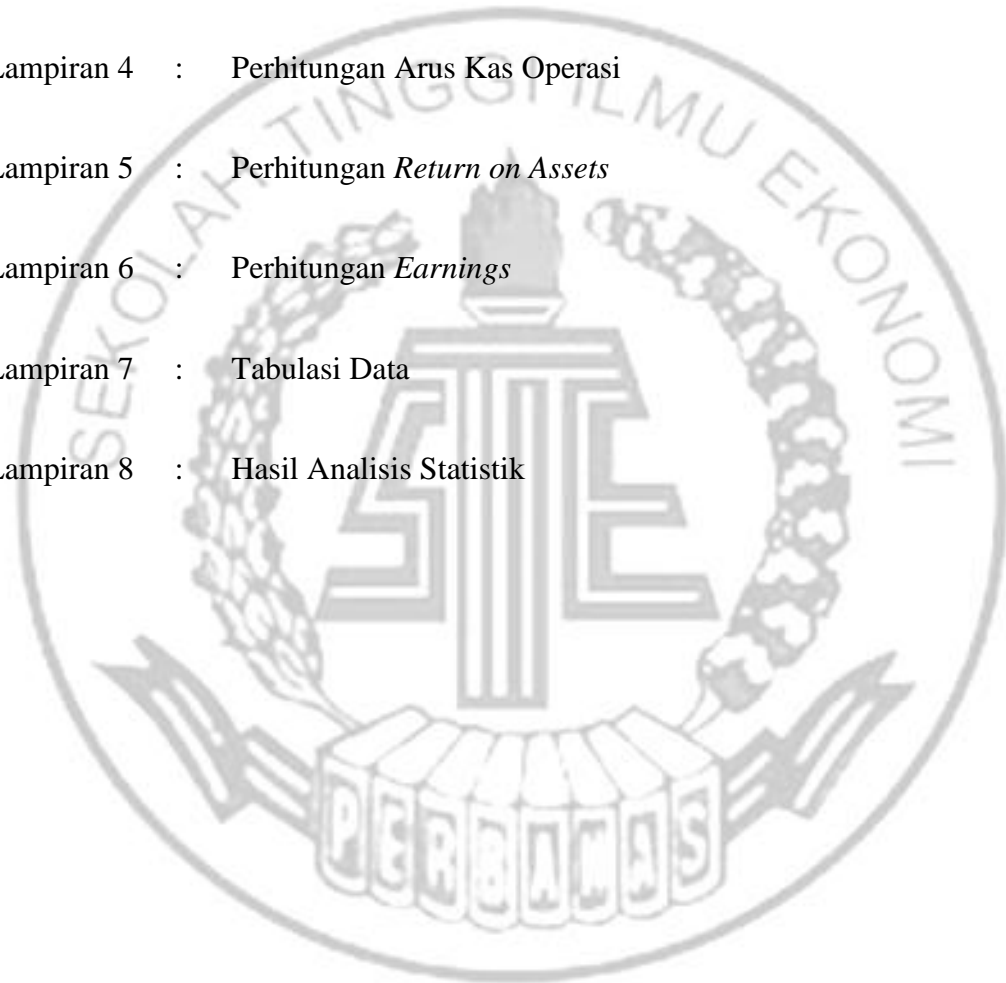 ampiran 4 : Perhitungan Arus Kas Operasi
ampiran 5 : Perhitungan Return on Assets
ampiran 6 : Perhitungan Earnings
ampiran 7 : Tabulasi Data
ampiran 8 : Hasil Analisis Statistik
SEKOLAH TINGGI ILMU EKONOMI
STIE
PERBANAS